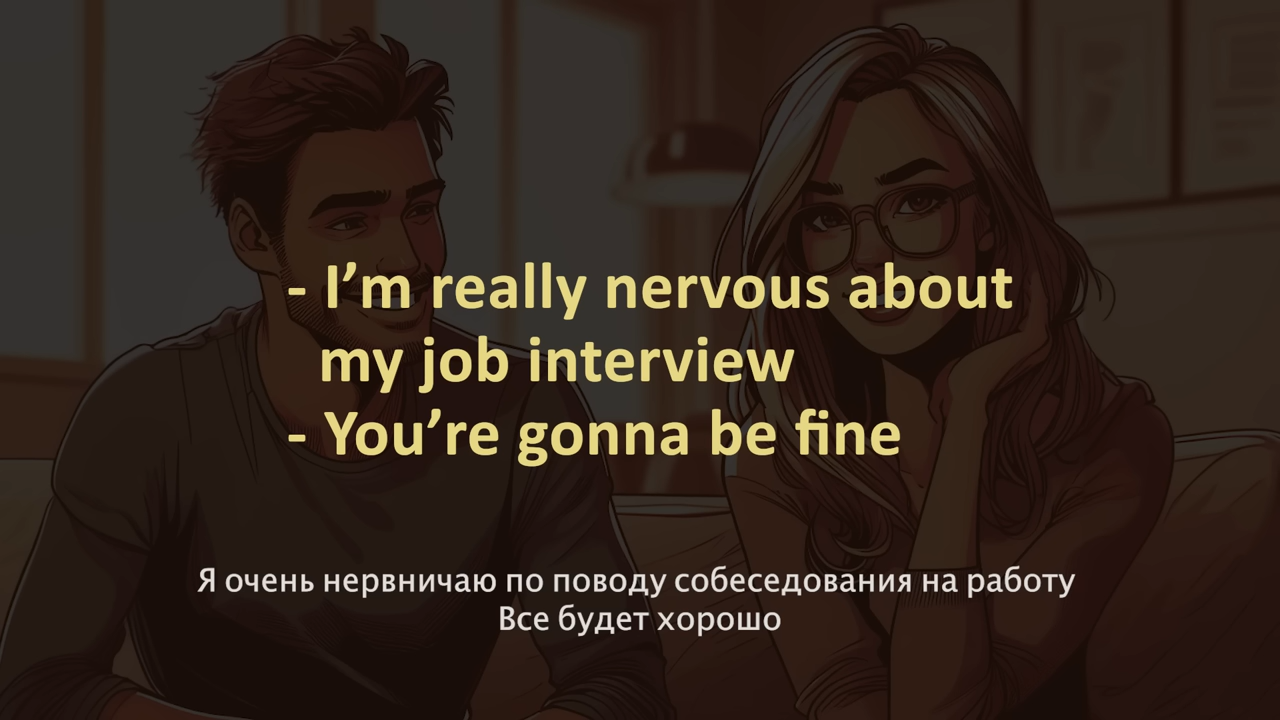 - I’m really nervous about
my job interview
- You’re gonna be fine
Я очень нервничаю по поводу собеседования на работу
Все будет хорошо